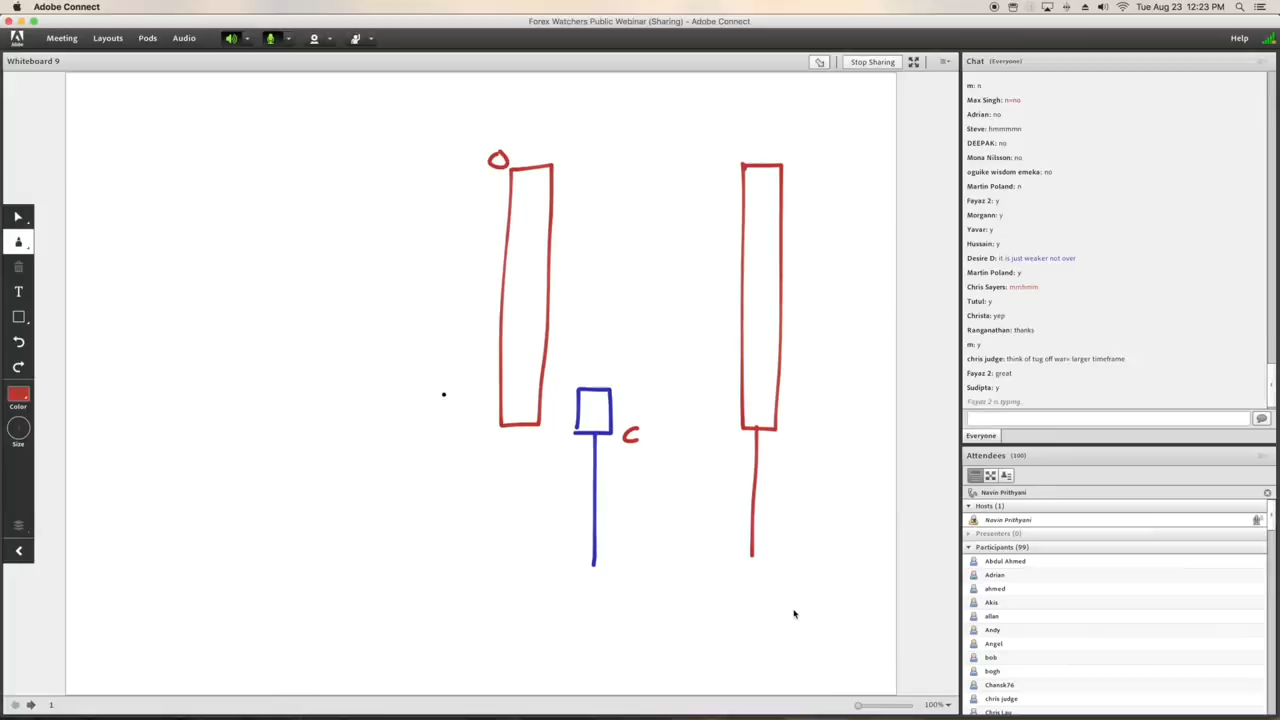 Adobe Connect
Tue Aug 23 12:23 PM
Forex Watchers Public Webinar (Sharing) - Adobe Connect
Meeting Layouts Pods Audio
Help
Whiteboard 9
Stop Sharing
O
C
T
Color
Size
1
100%
Chat (Everyone)
m: n
Max Singh: n=no
Adrian: no
Steve: hmmmmn
DEEPAK: no
Mona Nilsson: no
oguike wisdom emeka: no
Martin Poland: n
Fayaz 2: y
Morgann: y
Yavar: y
Hussain: y
Desire D: it is just weaker not over
Martin Poland: y
Chris Sayers: mmhmm
Tutul: y
Christa: yep
Ranganathan: thanks
m: y
chris judge: think of tug off war= larger timeframe
Fayaz 2: great
Sudipta: y
Fayaz 2 is typing.
Everyone
Attendees (100)
Navin Prithyani
Hosts (1)
Navin Prithyani
Presenters (0)
Participants (99)
Abdul Ahmed
Adrian
ahmed
Akis
allan
Andy
Angel
bob
bogh
Chansk76
chris judge
Chris Lau